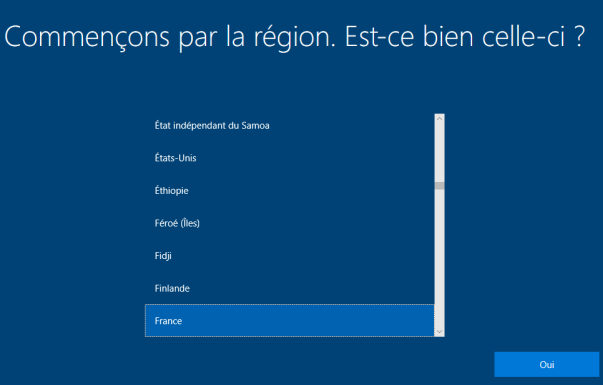 Commençons par la région. Est-ce bien celle-ci ?
État indépendant du Samoa
États-Unis
Éthiopie
Féroé (Îles)
Fidji
Finlande
France
Oui